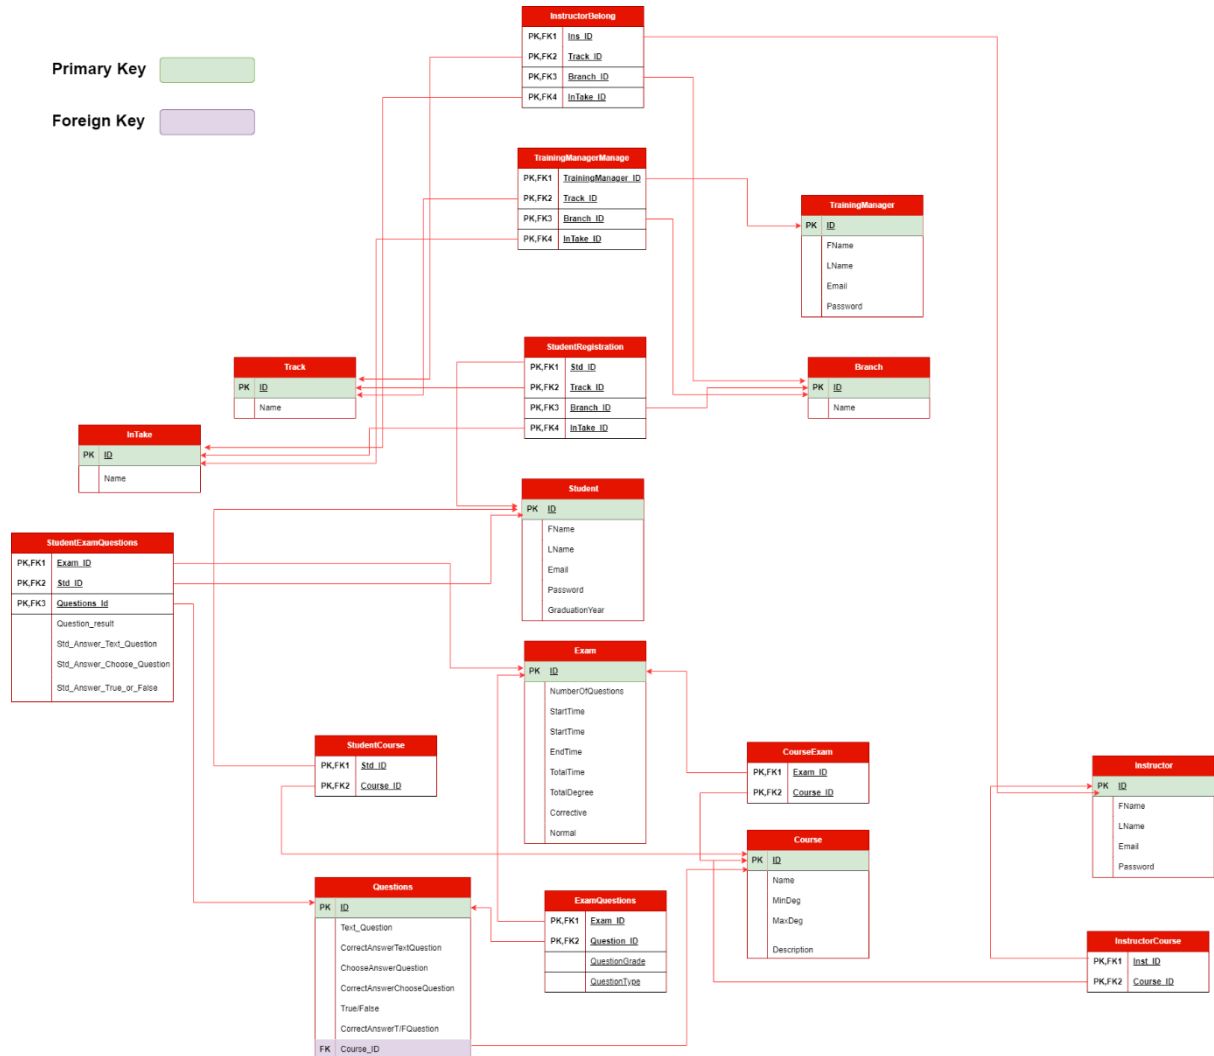 Primary Key
Foreign Key
InstructorBelong
PK,FK1 Ins_ID
PK,FK2 Track_ID
PK,FK3 Branch_ID
PK,FK4 InTake_ID
TrainingManagerManage
PK,FK1 TrainingManager_ID
PK,FK2 Track_ID
PK,FK3 Branch_ID
PK,FK4 InTake_ID
TrainingManager
PK ID
FName
LName
Email
Password
StudentRegistration
PK,FK1 Std_ID
PK,FK2 Track_ID
PK,FK3 Branch_ID
PK,FK4 InTake_ID
Track
PK ID
Name
Branch
PK ID
Name
InTake
PK ID
Name
Student
PK ID
FName
LName
Email
Password
GraduationYear
StudentExamQuestions
PK,FK1 Exam_ID
PK,FK2 Std_ID
PK,FK3 Questions_Id
Question_result
Std_Answer_Text_Question
Std_Answer_Choose_Question
Std_Answer_True_or_False
Exam
PK ID
NumberOfQuestions
StartTime
StartTime
EndTime
TotalTime
TotalDegree
Corrective
Normal
StudentCourse
PK,FK1 Std_ID
PK,FK2 Course_ID
CourseExam
PK,FK1 Exam_ID
PK,FK2 Course_ID
Instructor
PK ID
FName
LName
Email
Password
Course
PK ID
Name
MinDeg
MaxDeg
Description
Questions
PK ID
Text_Question
CorrectAnswerTextQuestion
ChooseAnswerQuestion
CorrectAnswerChooseQuestion
True/False
CorrectAnswerT/FQuestion
FK Course_ID
ExamQuestions
PK,FK1 Exam_ID
PK,FK2 Question_ID
QuestionGrade
QuestionType
InstructorCourse
PK,FK1 Inst_ID
PK,FK2 Course_ID